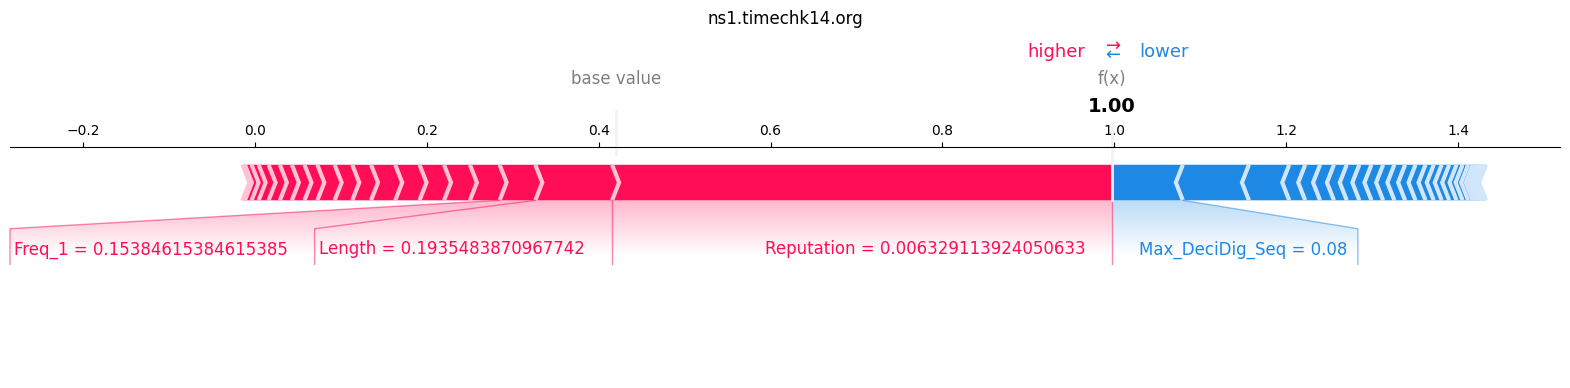 ns1.timechk14.org
higher ⇄ lower
base value f(x)
1.00
−0.2 0.0 0.2 0.4 0.6 0.8 1.0 1.2 1.4
Freq_1 = 0.15384615384615385 Length = 0.1935483870967742 Reputation = 0.006329113924050633 Max_DeciDig_Seq = 0.08